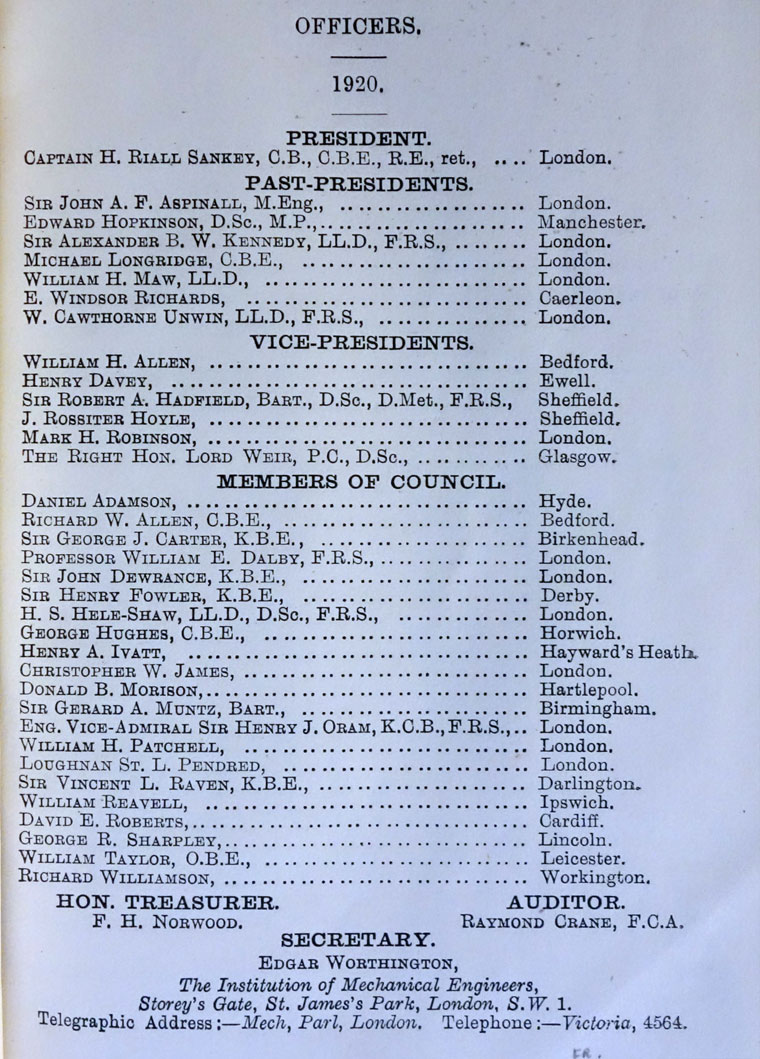 OFFICERS.
1920.
PRESIDENT.
CAPTAIN H. RIALL SANKEY, C.B., C.B.E., R.E., ret., .... London.
PAST-PRESIDENTS.
SIR JOHN A. F. ASPINALL, M.Eng., .................... London.
EDWARD HOPKINSON, D.Sc., M.P.,...................... Manchester.
SIR ALEXANDER B. W. KENNEDY, LL.D., F.R.S., ........ London.
MICHAEL LONGRIDGE, C.B.E., ........................ London.
WILLIAM H. MAW, LL.D., ............................ London.
E. WINDSOR RICHARDS, .............................. Caerleon.
W. CAWTHORNE UNWIN, LL.D., F.R.S., ................ London.
VICE-PRESIDENTS.
WILLIAM H. ALLEN, .................................. Bedford.
HENRY DAVEY, ...................................... Ewell.
SIR ROBERT A. HADFIELD, BART., D.Sc., D.Met., F.R.S., Sheffield.
J. ROSSITER HOYLE, .................................. Sheffield.
MARK H. ROBINSON, .................................. London.
THE RIGHT HON. LORD WEIR, P.C., D.Sc., ............ Glasgow.
MEMBERS OF COUNCIL.
DANIEL ADAMSON, .................................... Hyde.
RICHARD W. ALLEN, C.B.E., .......................... Bedford.
SIR GEORGE J. CARTER, K.B.E., ...................... Birkenhead.
PROFESSOR WILLIAM E. DALBY, F.R.S., ................ London.
SIR JOHN DEWRANCE, K.B.E., ........................ London.
SIR HENRY FOWLER, K.B.E., ........................ Derby.
H. S. HELE-SHAW, LL.D., D.Sc., F.R.S., ............ London.
GEORGE HUGHES, C.B.E., ............................ Horwich.
HENRY A. IVATT, .................................... Hayward's Heath.
CHRISTOPHER W. JAMES, .............................. London.
DONALD B. MORISON,.................................. Hartlepool.
SIR GERARD A. MUNTZ, BART., ........................ Birmingham.
ENG. VICE-ADMIRAL SIR HENRY J. ORAM, K.C.B., F.R.S.,.. London.
WILLIAM H. PATCHELL, .............................. London.
LOUGHNAN ST. L. PENDRED, .......................... London.
SIR VINCENT L. RAVEN, K.B.E., ...................... Darlington.
WILLIAM REAVELL, .................................. Ipswich.
DAVID E. ROBERTS,.................................. Cardiff.
GEORGE R. SHARPLEY,................................ Lincoln.
WILLIAM TAYLOR, O.B.E., .......................... Leicester.
RICHARD WILLIAMSON, .............................. Workington.
HON. TREASURER. AUDITOR.
F. H. NORWOOD. RAYMOND CRANE, F.C.A.
SECRETARY.
EDGAR WORTHINGTON,
The Institution of Mechanical Engineers,
Storey's Gate, St. James's Park, London, S.W. 1.
Telegraphic Address:—Mech, Parl, London. Telephone:—Victoria, 4564.